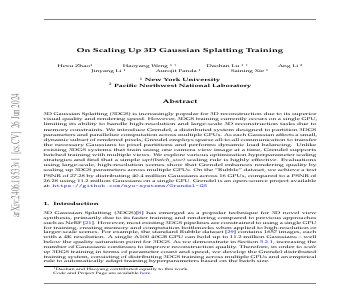 On Scaling Up 3D Gaussian Splatting Training
Hexu Zhao¹ Haoyang Weng¹* Daohan Lu¹* Ang Li²
Jinyang Li¹ Aurojit Panda¹ Saining Xie¹
¹ New York University
² Pacific Northwest National Laboratory
Abstract
3D Gaussian Splatting (3DGS) is increasingly popular for 3D reconstruction due to its superior
visual quality and rendering speed. However, 3DGS training currently occurs on a single GPU,
limiting its ability to handle high-resolution and large-scale 3D reconstruction tasks due to
memory constraints. We introduce Grendel, a distributed system designed to partition 3DGS
parameters and parallelize computation across multiple GPUs. As each Gaussian affects a small,
dynamic subset of rendered pixels, Grendel employs sparse all-to-all communication to transfer
the necessary Gaussians to pixel partitions and performs dynamic load balancing. Unlike
existing 3DGS systems that train using one camera view image at a time, Grendel supports
batched training with multiple views. We explore various optimization hyperparameter scaling
strategies and find that a simple sqrt(batch_size) scaling rule is highly effective. Evaluations
using large-scale, high-resolution scenes show that Grendel enhances rendering quality by
scaling up 3DGS parameters across multiple GPUs. On the "Rubble" dataset, we achieve a test
PSNR of 27.28 by distributing 40.4 million Gaussians across 16 GPUs, compared to a PSNR of
26.28 using 11.2 million Gaussians on a single GPU. Grendel is an open-source project available
at https://github.com/nyu-systems/Grendel-GS
1. Introduction
3D Gaussian Splatting (3DGS)[6] has emerged as a popular technique for 3D novel view
synthesis, primarily due to its faster training and rendering compared to previous approaches
such as NeRF [21]. However, most existing 3DGS pipelines are constrained to using a single GPU
for training, creating memory and computation bottlenecks when applied to high-resolution or
larger-scale scenes. For example, the standard Rubble dataset [29] contains 1657 images, each
with a 4K resolution. A single A100 40GB GPU can hold up to 11.2 million Gaussians — well
below the quality saturation point for 3DGS. As we demonstrate in Section 5.2.1, increasing the
number of Gaussians continues to improve reconstruction quality. Therefore, in order to scale
up 3DGS training in terms of parameter count and speed, we develop the Grendel distributed
training system, consisting of distributing 3DGS training across multiple GPUs and an empirical
rule to automatically adapt training hyperparameters based on the batch size.
*Daohan and Haoyang contributed equally to this work.
Code and Project Page are available here.
arXiv:2406.18533v1 [cs.CV] 26 Jun 2024